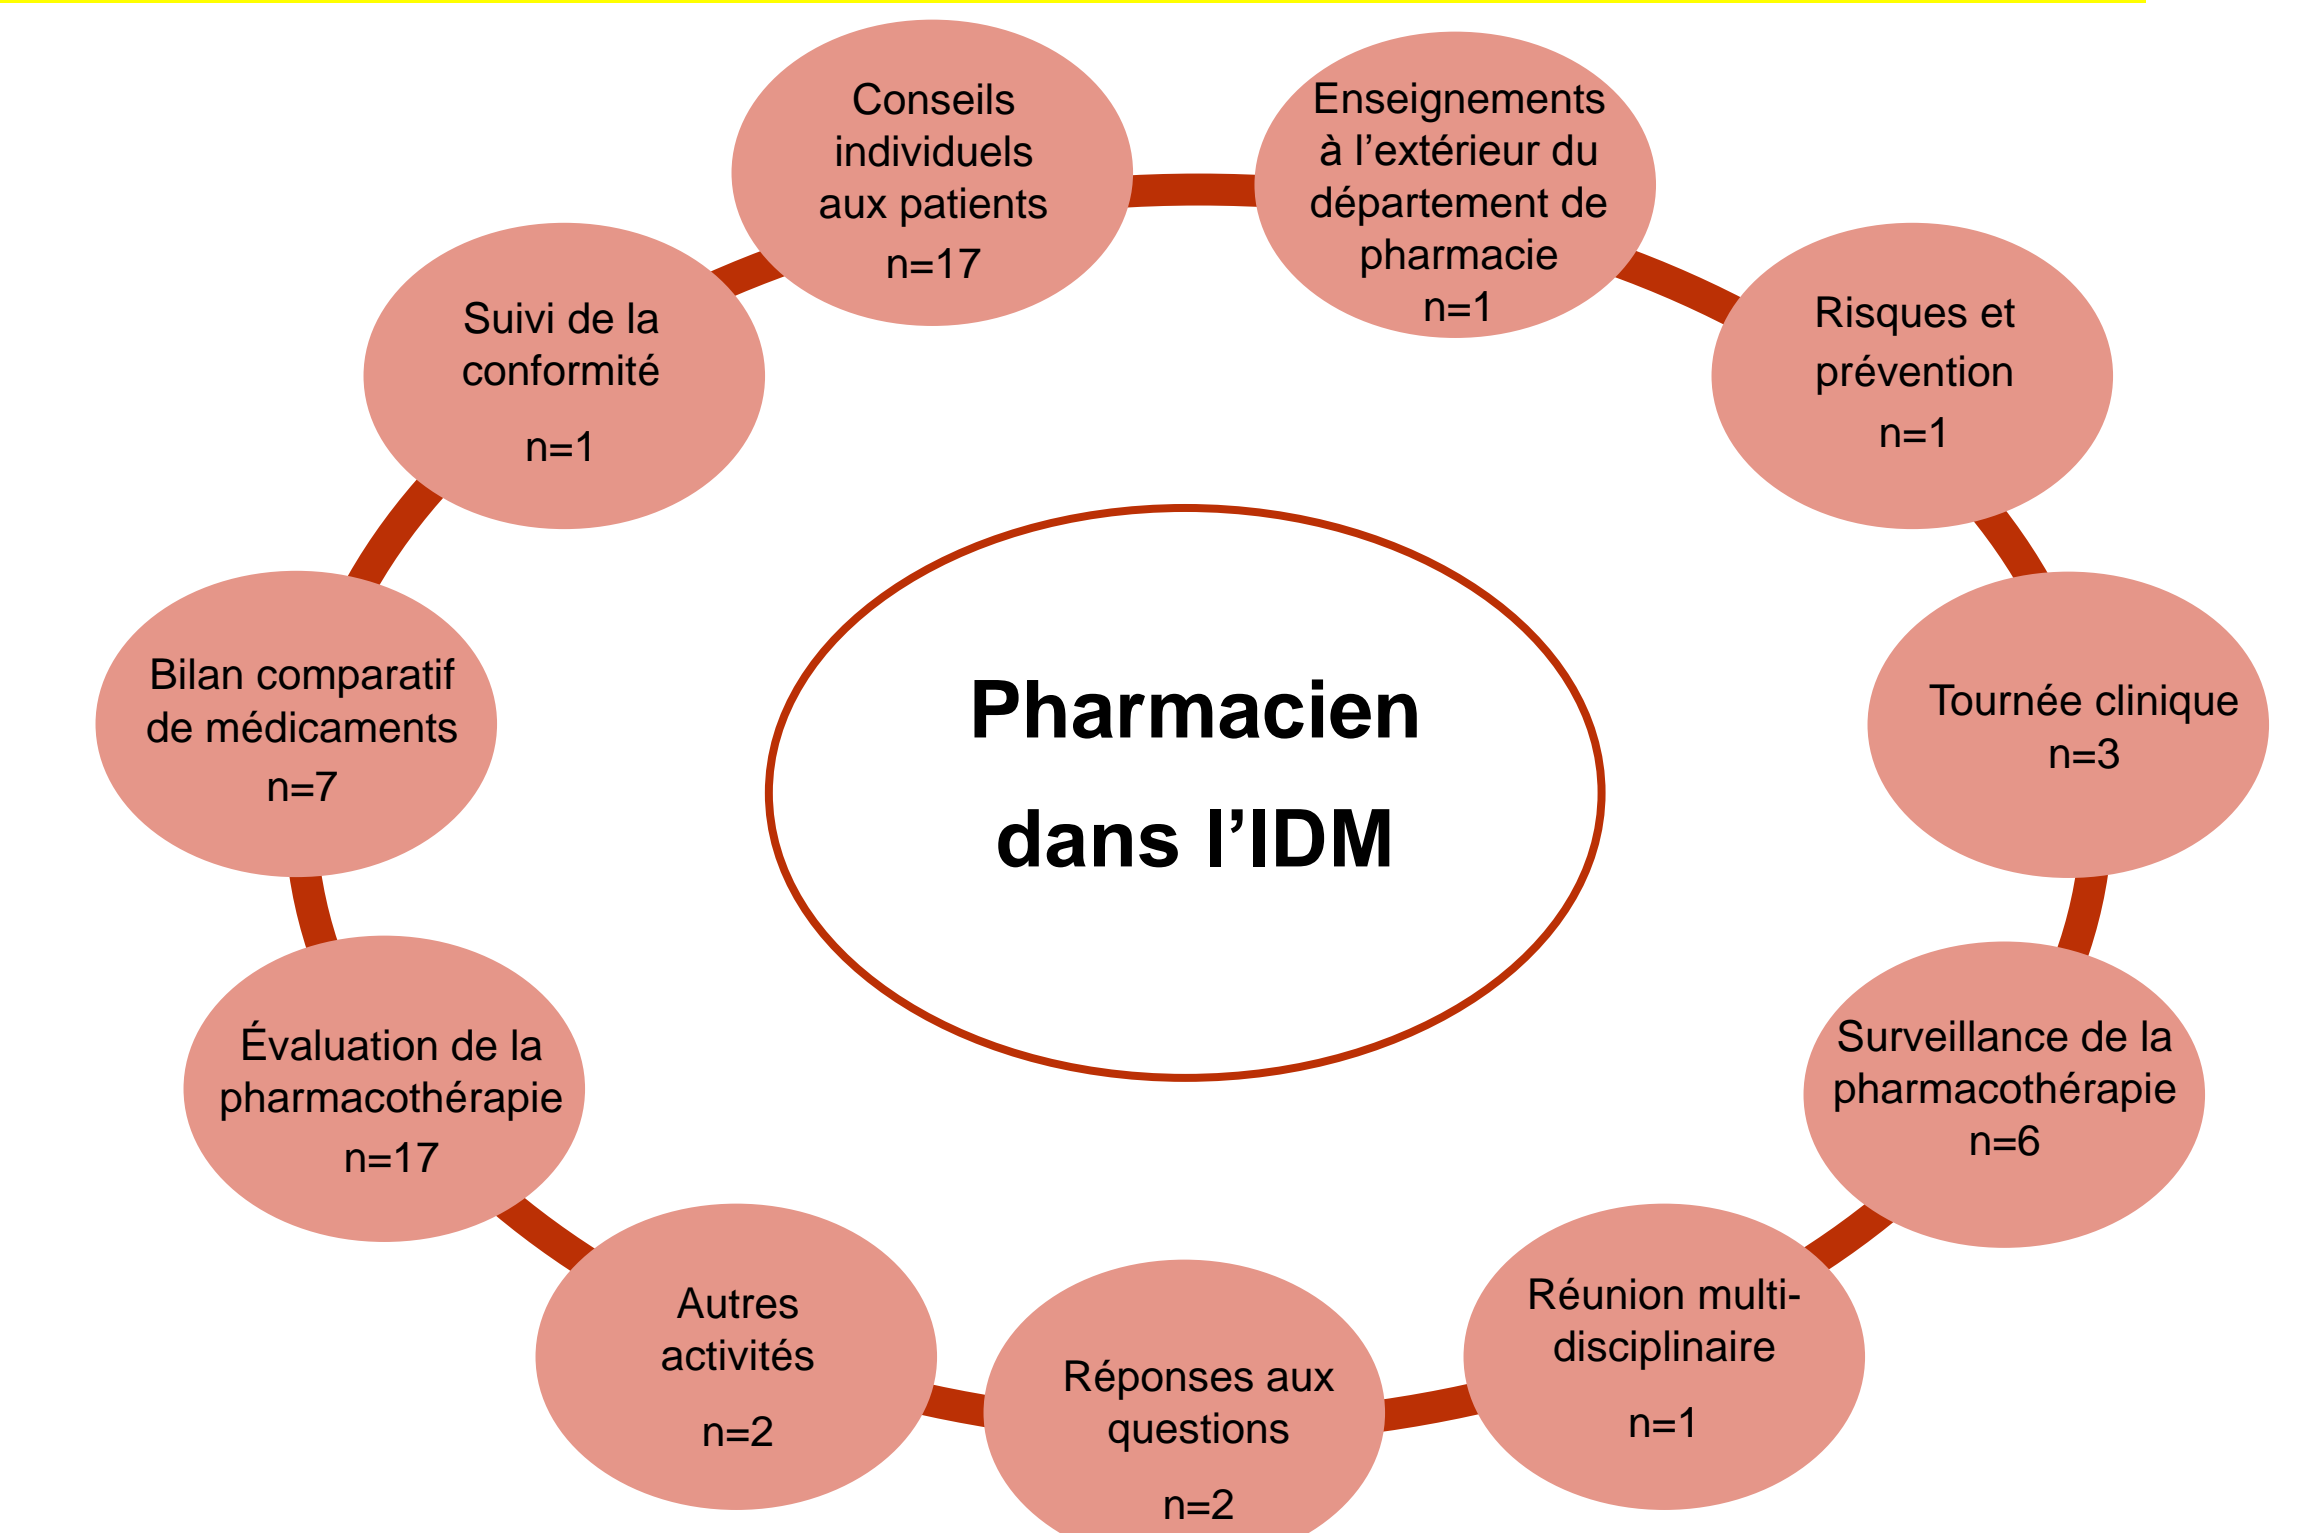 Conseils
individuels
aux patients
n=17
Enseignements
à l’extérieur du
département de
pharmacie
n=1
Risques et
prévention
n=1
Tournée clinique
n=3
Surveillance de la
pharmacothérapie
n=6
Réunion multi-
disciplinaire
n=1
Réponses aux
questions
n=2
Autres
activités
n=2
Évaluation de la
pharmacothérapie
n=17
Bilan comparatif
de médicaments
n=7
Suivi de la
conformité
n=1
Pharmacien
dans l’IDM